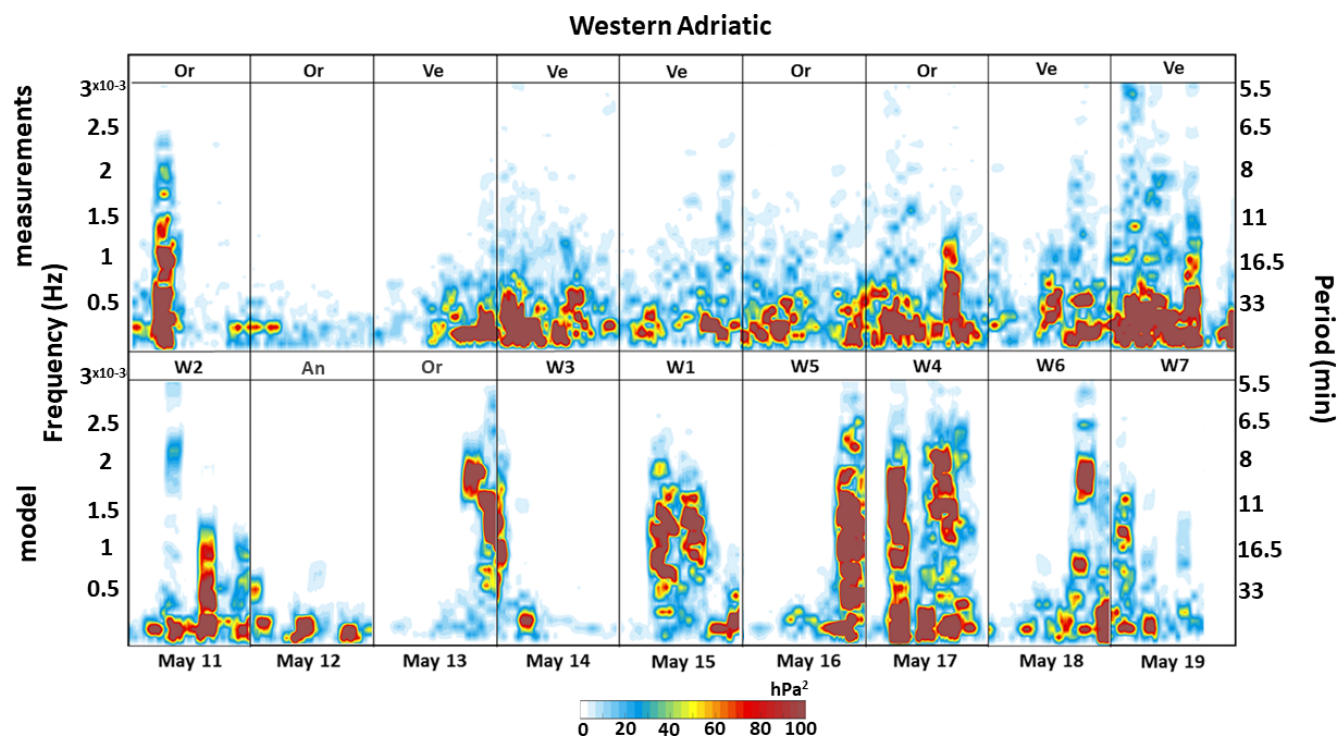 Western Adriatic
Or Or Ve Ve Ve Or Or Ve Ve
measurements
model
Frequency (Hz)
Period (min)
3x10-3
2.5
2
1.5
1
0.5
5.5
6.5
8
11
16.5
33
W2 An Or W3 W1 W5 W4 W6 W7
3x10-3
2.5
2
1.5
1
0.5
5.5
6.5
8
11
16.5
33
May 11 May 12 May 13 May 14 May 15 May 16 May 17 May 18 May 19
hPa²
0 20 40 60 80 100